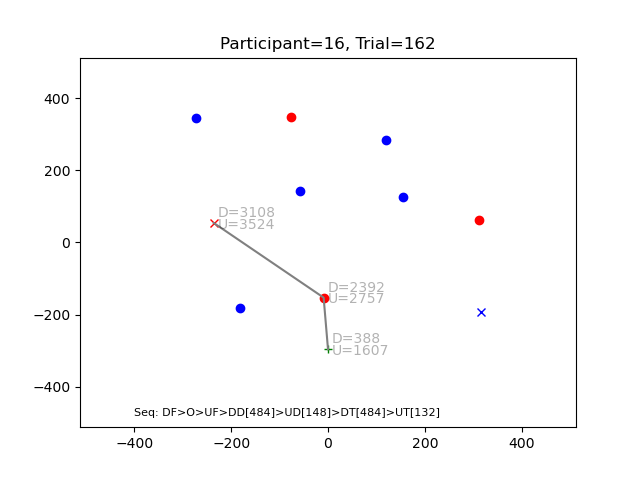 Participant=16, Trial=162
400
200
0
−200
−400
D=3108
U=3524
D=2392
U=2757
D=388
U=1607
Seq: DF>O>UF>DD[484]>UD[148]>DT[484]>UT[132]
−400 −200 0 200 400